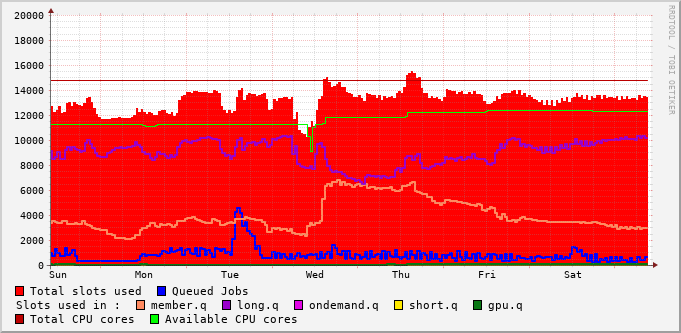 20000
18000
16000
14000
12000
10000
8000
6000
4000
2000
0
Sun Mon Tue Wed Thu Fri Sat
Total slots used Queued Jobs
Slots used in : member.q long.q ondemand.q short.q gpu.q
Total CPU cores Available CPU cores
RRDTOOL / TOBI OETIKER